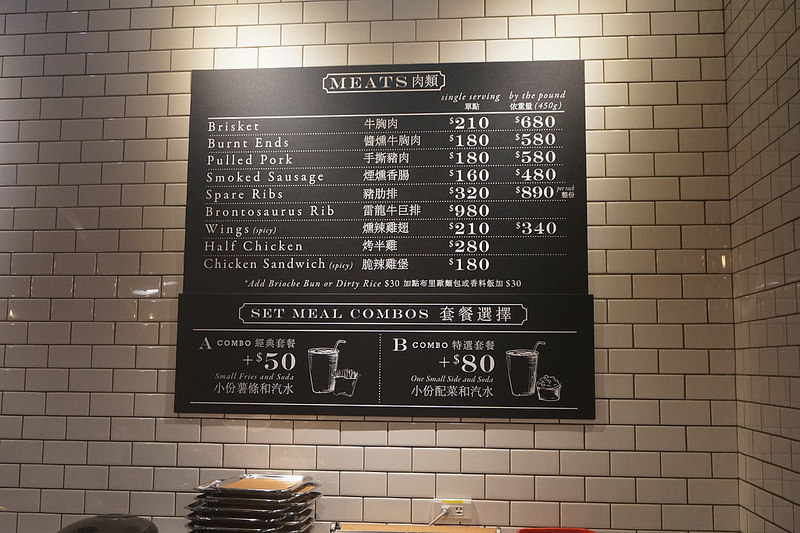 MEATS 肉類
single serving by the pound
單點 依重量 (450g)
Brisket 牛胸肉 $210 $680
Burnt Ends 醬燻牛胸肉 $180 $580
Pulled Pork 手撕豬肉 $180 $580
Smoked Sausage 煙燻香腸 $160 $480
Spare Ribs 豬肋排 $320 $890 per rack 整份
Brontosaurus Rib 雷龍牛巨排 $980
Wings (spicy) 燻辣雞翅 $210 $340
Half Chicken 烤半雞 $280
Chicken Sandwich (spicy) 脆辣雞堡 $180
*Add Brioche Bun or Dirty Rice $30 加點布里歐麵包或香料飯加 $30
SET MEAL COMBOS 套餐選擇
A COMBO 經典套餐
+$50
Small Fries and Soda
小份薯條和汽水
B COMBO 特選套餐
+$80
One Small Side and Soda
小份配菜和汽水